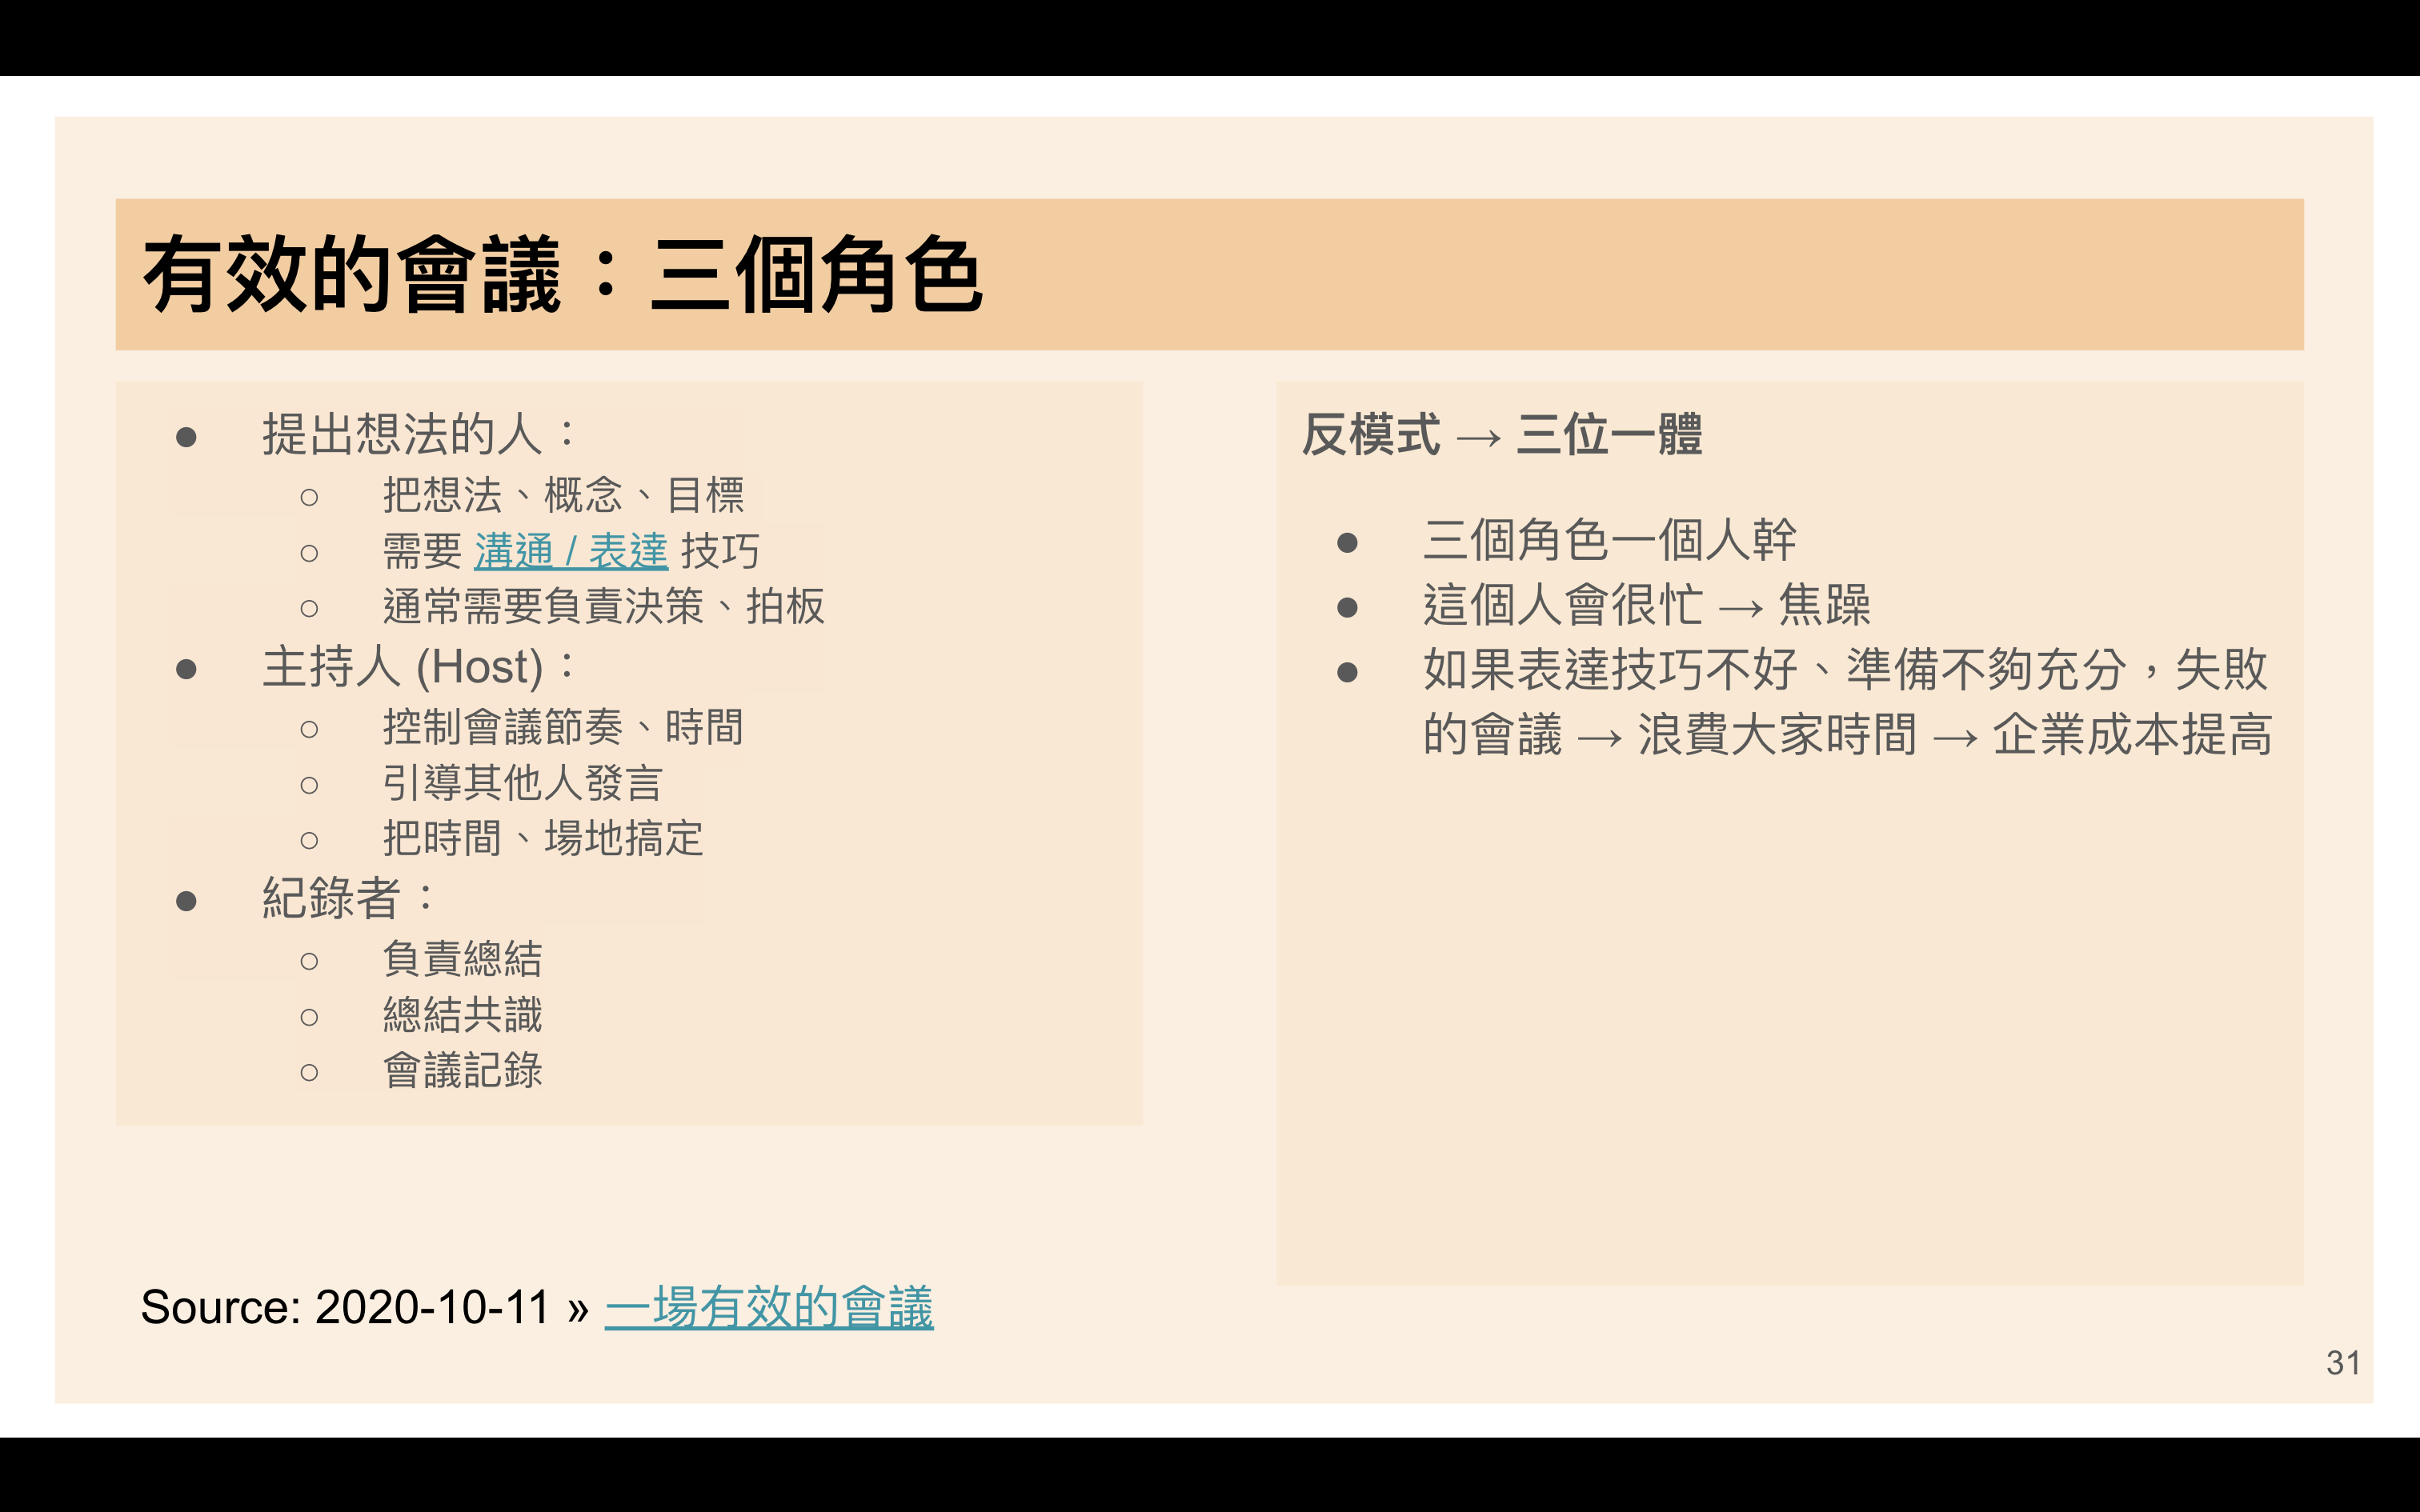 有效的會議：三個角色
● 提出想法的人：
○ 把想法、概念、目標
○ 需要 溝通 / 表達 技巧
○ 通常需要負責決策、拍板
● 主持人 (Host)：
○ 控制會議節奏、時間
○ 引導其他人發言
○ 把時間、場地搞定
● 紀錄者：
○ 負責總結
○ 總結共識
○ 會議記錄
反模式 → 三位一體
● 三個角色一個人幹
● 這個人會很忙 → 焦躁
● 如果表達技巧不好、準備不夠充分，失敗
的會議 → 浪費大家時間 → 企業成本提高
Source: 2020-10-11 » 一場有效的會議
31